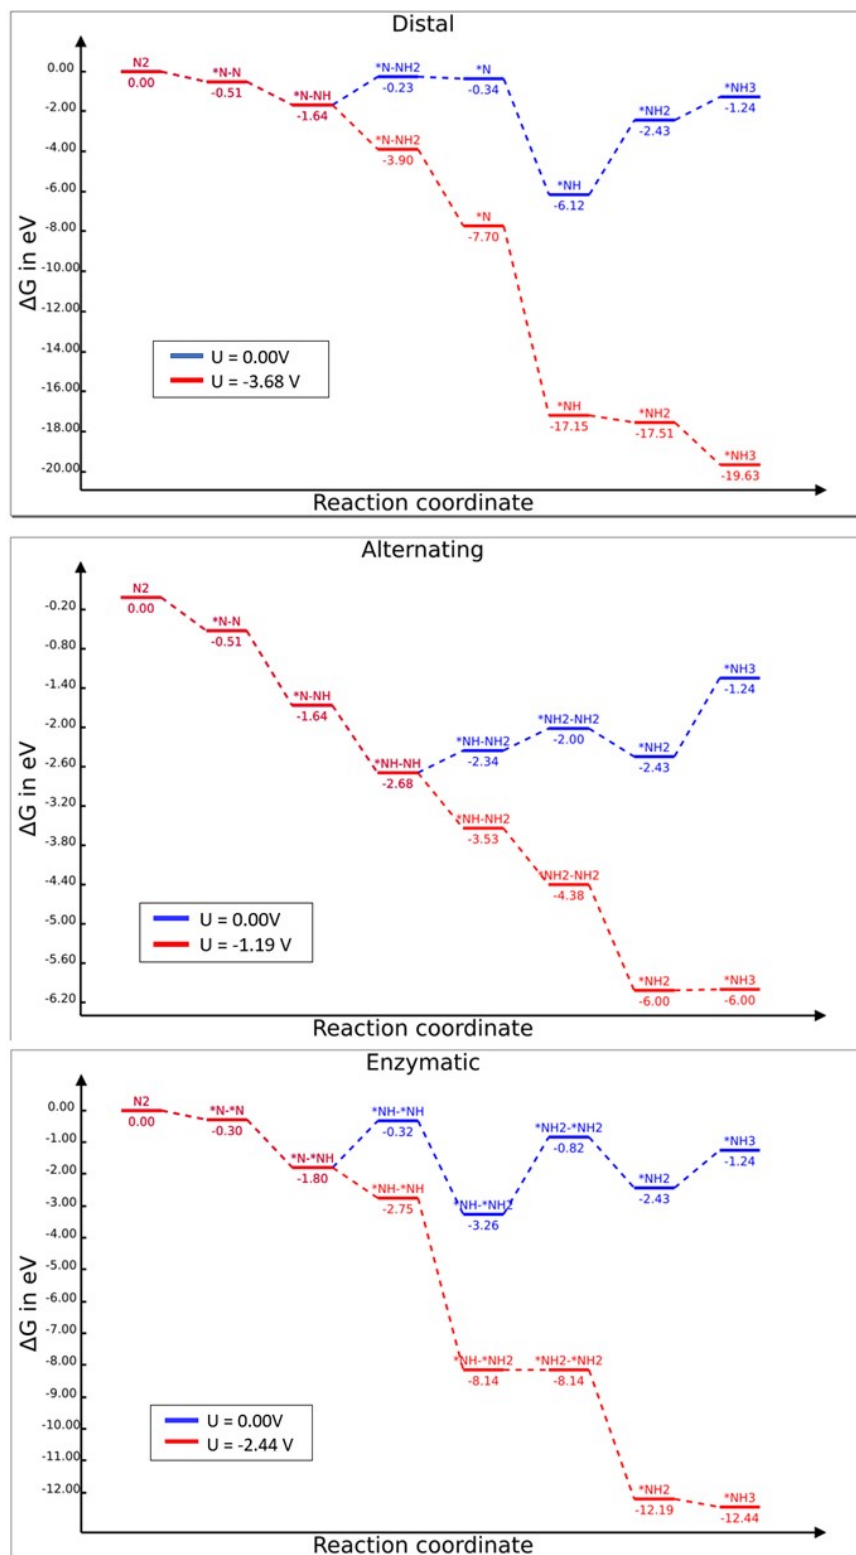 Distal
ΔG in eV
0.00
-2.00
-4.00
-6.00
-8.00
-10.00
-12.00
-14.00
-16.00
-18.00
-20.00
N2
0.00
*N-N
-0.51
*N-NH
-1.64
*N-NH2
-0.23
*N
-0.34
*NH
-6.12
*NH2
-2.43
*NH3
-1.24
*N-NH2
-3.90
*N
-7.70
*NH
-17.15
*NH2
-17.51
*NH3
-19.63
U = 0.00V
U = -3.68 V
Reaction coordinate
Alternating
ΔG in eV
-0.20
-0.80
-1.40
-2.00
-2.60
-3.20
-3.80
-4.40
-5.00
-5.60
-6.20
N2
0.00
*N-N
-0.51
*N-NH
-1.64
*NH-NH
-2.68
*NH-NH2
-2.34
*NH2-NH2
-2.00
*NH2
-2.43
*NH3
-1.24
*NH-NH2
-3.53
*NH2-NH2
-4.38
*NH2
-6.00
*NH3
-6.00
U = 0.00V
U = -1.19 V
Reaction coordinate
Enzymatic
ΔG in eV
0.00
-1.00
-2.00
-3.00
-4.00
-5.00
-6.00
-7.00
-8.00
-9.00
-10.00
-11.00
-12.00
N2
0.00
*N-*N
-0.30
*N-*NH
-1.80
*NH-*NH
-0.32
*NH-*NH2
-3.26
*NH2-*NH2
-0.82
*NH2
-2.43
*NH3
-1.24
*NH-*NH
-2.75
*NH-*NH2
-8.14
*NH2-*NH2
-8.14
*NH2
-12.19
*NH3
-12.44
U = 0.00V
U = -2.44 V
Reaction coordinate